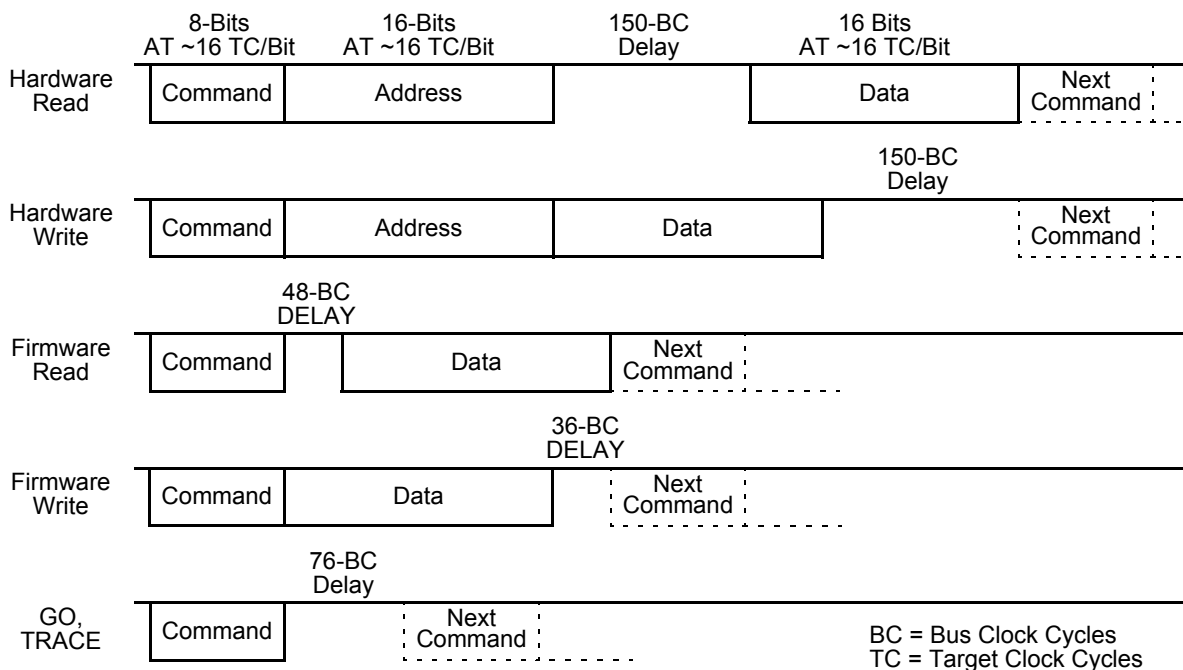 8-Bits
AT ~16 TC/Bit
16-Bits
AT ~16 TC/Bit
150-BC
Delay
16 Bits
AT ~16 TC/Bit
Hardware
Read
Command
Address
Data
Next
Command
150-BC
Delay
Hardware
Write
Command
Address
Data
Next
Command
48-BC
DELAY
Firmware
Read
Command
Data
Next
Command
36-BC
DELAY
Firmware
Write
Command
Data
Next
Command
76-BC
Delay
GO,
TRACE
Command
Next
Command
BC = Bus Clock Cycles
TC = Target Clock Cycles